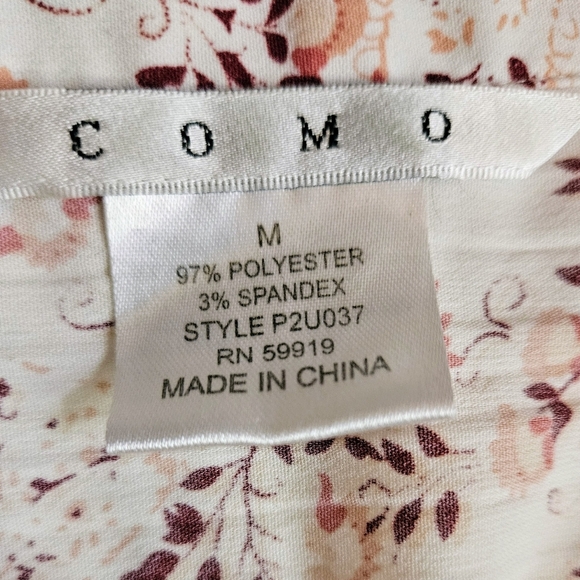 COMO
M
97% POLYESTER
3% SPANDEX
STYLE P2U037
RN 59919
MADE IN CHINA